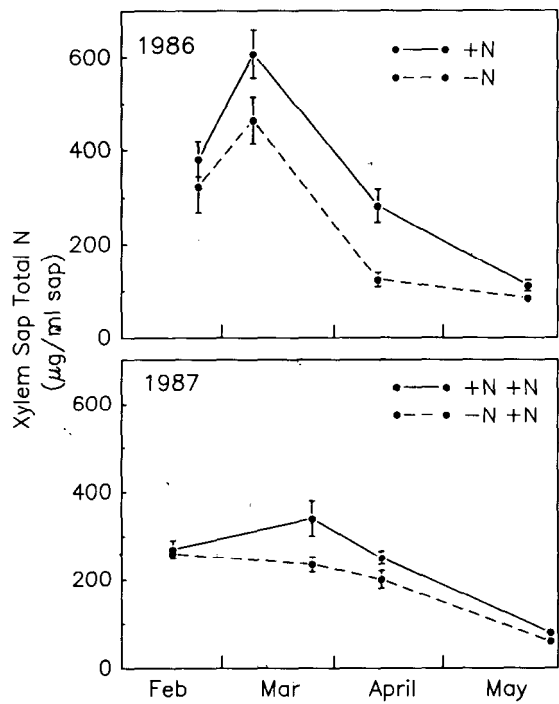 1986
+N
−N
600
400
200
0
Xylem Sap Total N
(μg/ml sap)
1987
+N +N
−N +N
600
400
200
0
Feb Mar April May